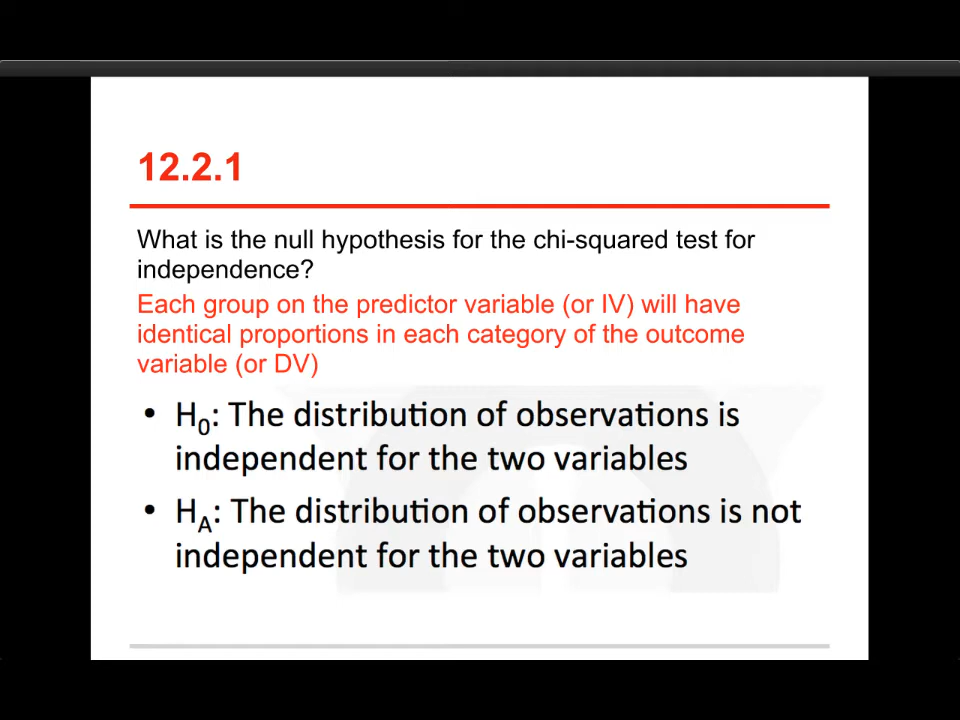 12.2.1
What is the null hypothesis for the chi-squared test for
independence?
Each group on the predictor variable (or IV) will have
identical proportions in each category of the outcome
variable (or DV)
• H0: The distribution of observations is
independent for the two variables
• HA: The distribution of observations is not
independent for the two variables